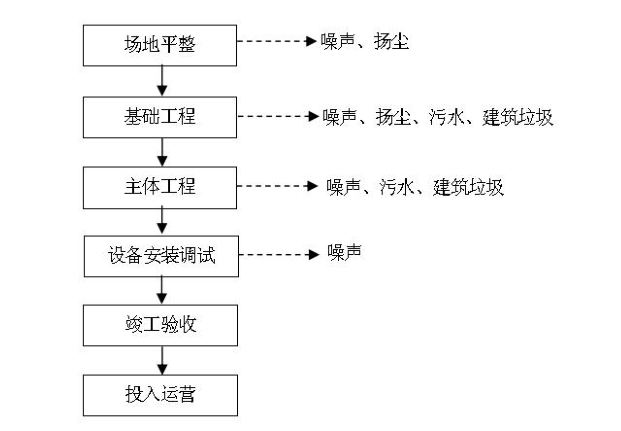 场地平整
噪声、扬尘
基础工程
噪声、扬尘、污水、建筑垃圾
主体工程
噪声、污水、建筑垃圾
设备安装调试
噪声
竣工验收
投入运营